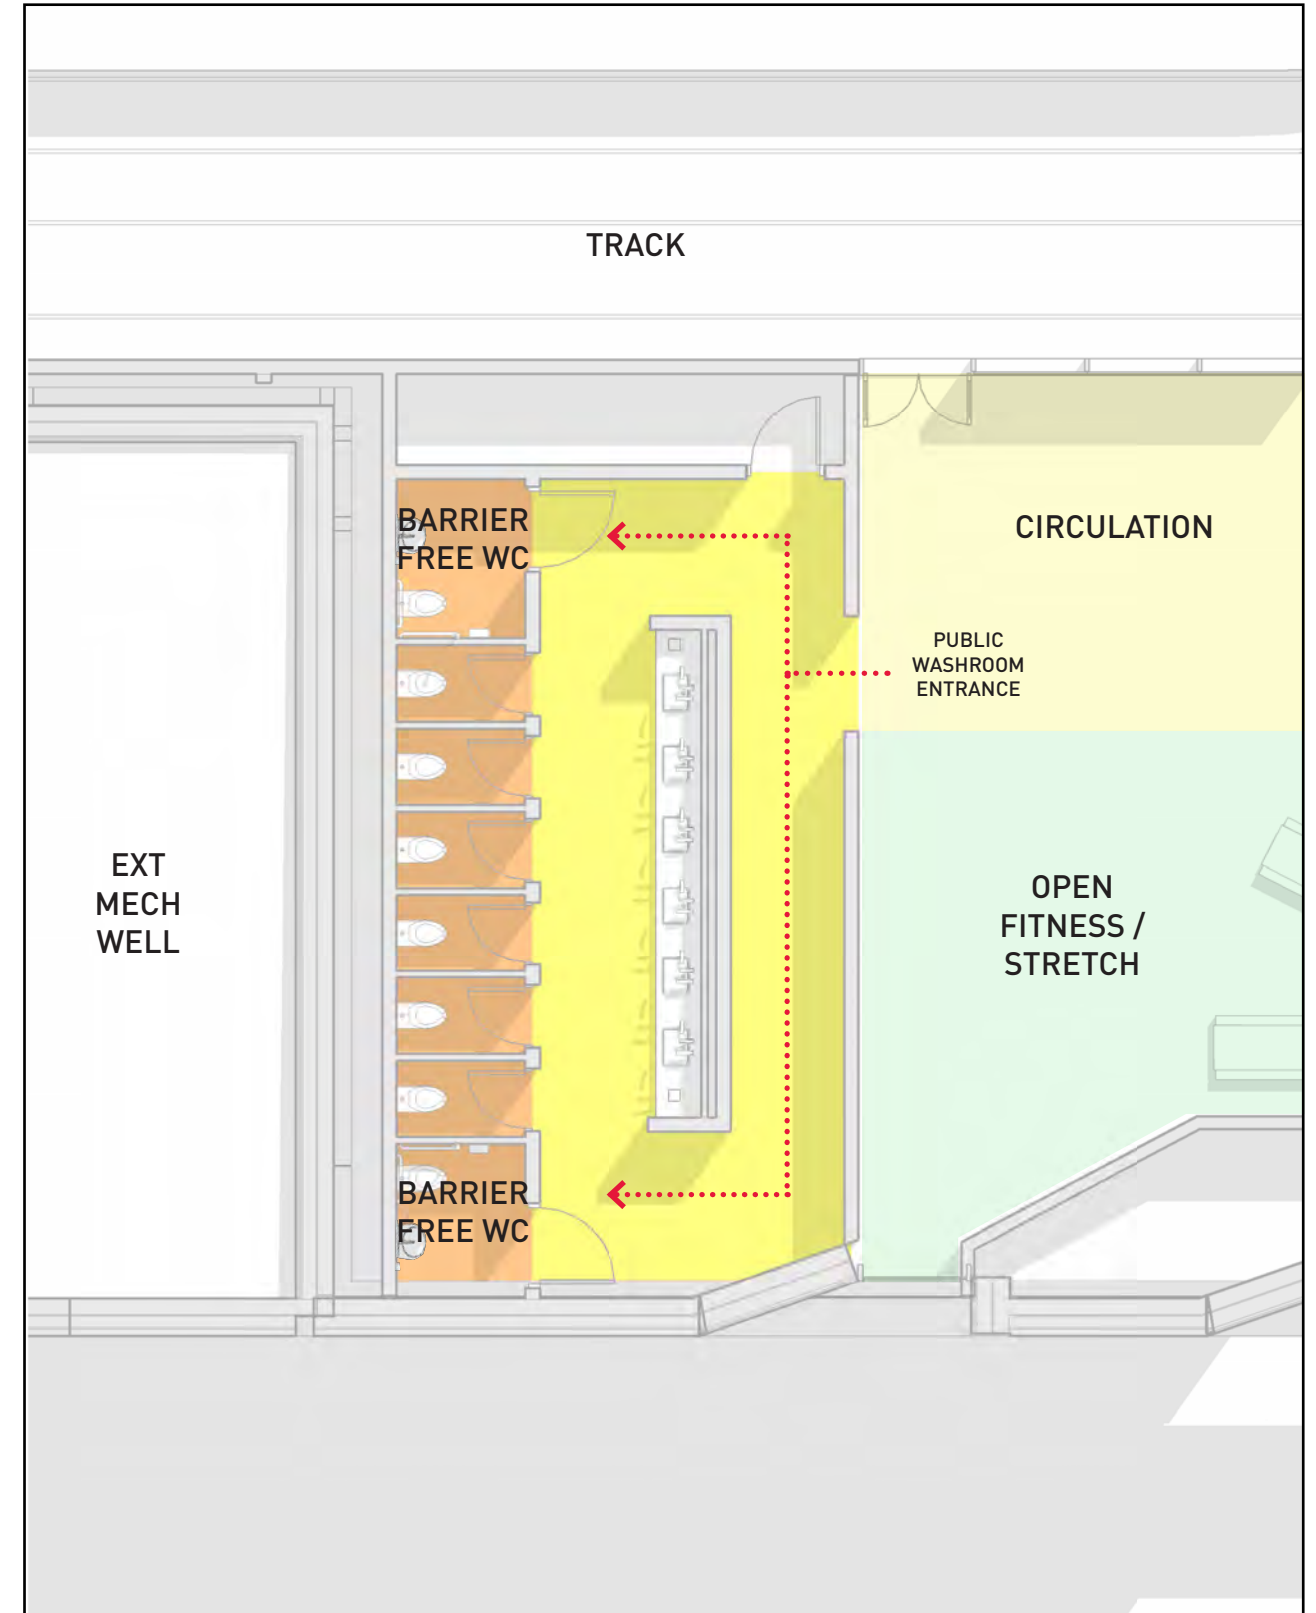 TRACK
BARRIER
FREE WC
CIRCULATION
PUBLIC
WASHROOM
ENTRANCE
EXT
MECH
WELL
OPEN
FITNESS /
STRETCH
BARRIER
FREE WC